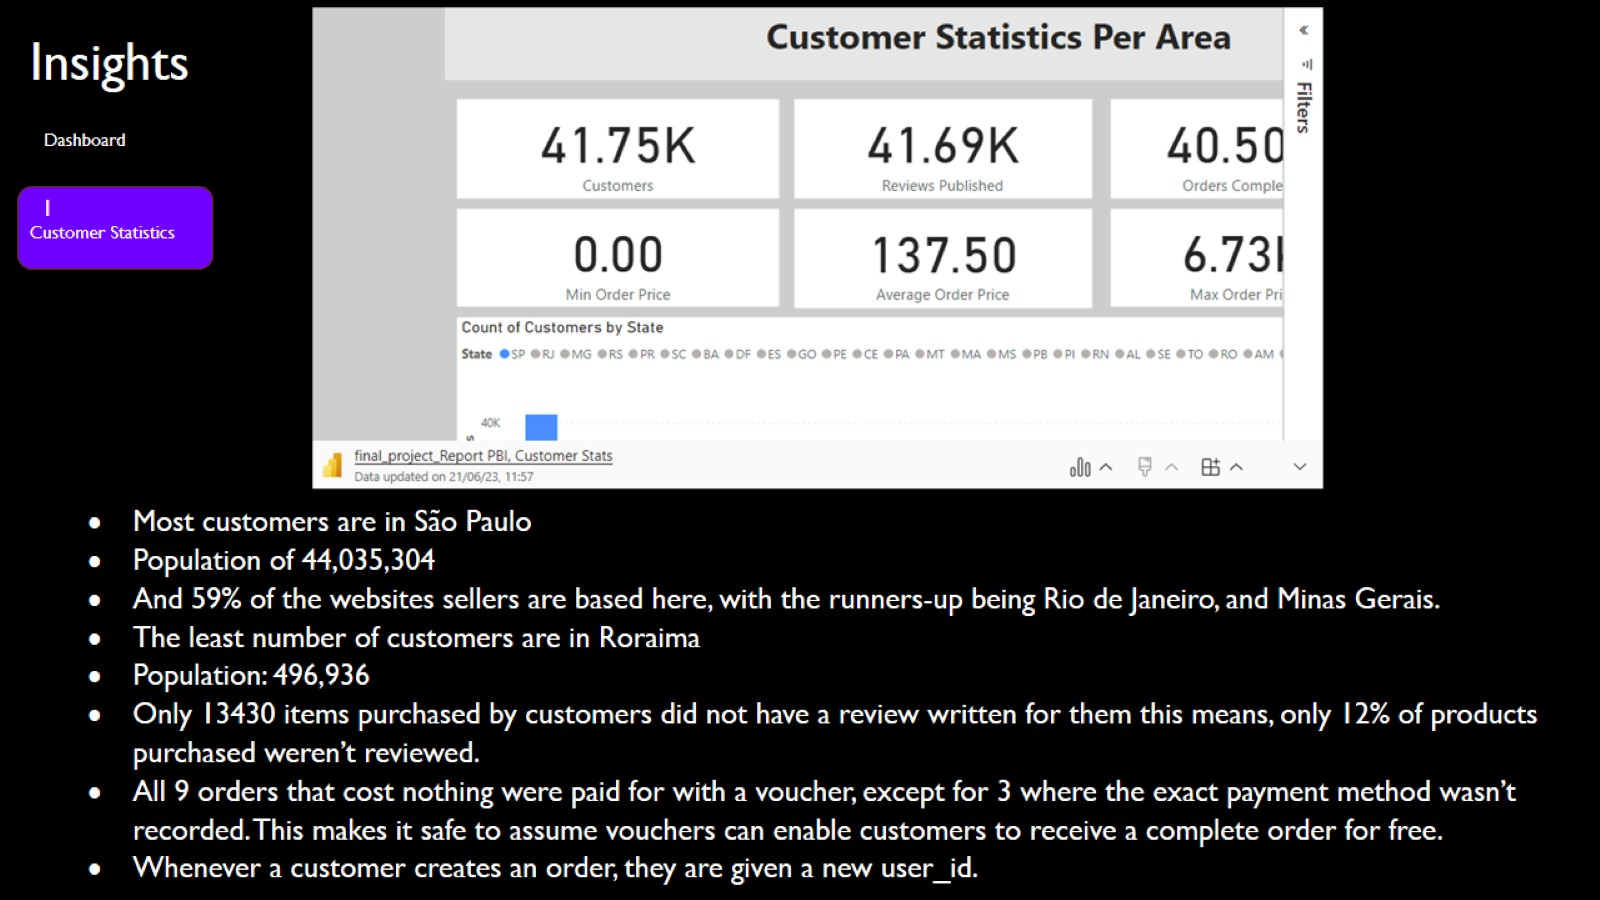 Insights
Dashboard
1
Customer Statistics
Customer Statistics Per Area
Filters
41.75K
Customers
41.69K
Reviews Published
40.50
Orders Comple
0.00
Min Order Price
137.50
Average Order Price
6.73
Max Order Pri
Count of Customers by State
State SP RJ MG RS PR SC BA DF ES GO PE CE PA MT MA MS PB PI RN AL SE TO RO AM
40K
final_project_Report PBI, Customer Stats
Data updated on 21/06/23, 11:57
• Most customers are in São Paulo
• Population of 44,035,304
• And 59% of the websites sellers are based here, with the runners-up being Rio de Janeiro, and Minas Gerais.
• The least number of customers are in Roraima
• Population: 496,936
• Only 13430 items purchased by customers did not have a review written for them this means, only 12% of products
purchased weren't reviewed.
• All 9 orders that cost nothing were paid for with a voucher, except for 3 where the exact payment method wasn't
recorded. This makes it safe to assume vouchers can enable customers to receive a complete order for free.
• Whenever a customer creates an order, they are given a new user_id.